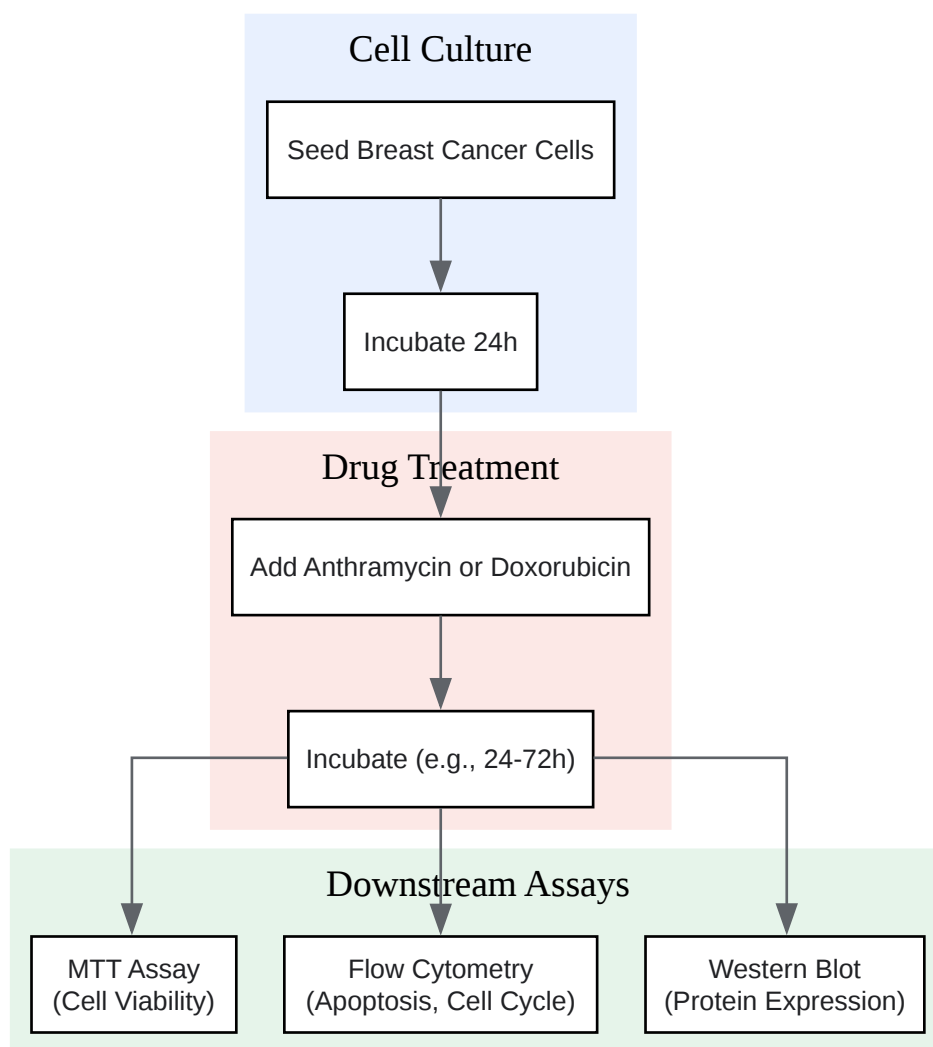 Cell Culture
Seed Breast Cancer Cells
Incubate 24h
Drug Treatment
Add Anthramycin or Doxorubicin
Incubate (e.g., 24-72h)
Downstream Assays
MTT Assay
(Cell Viability)
Flow Cytometry
(Apoptosis, Cell Cycle)
Western Blot
(Protein Expression)